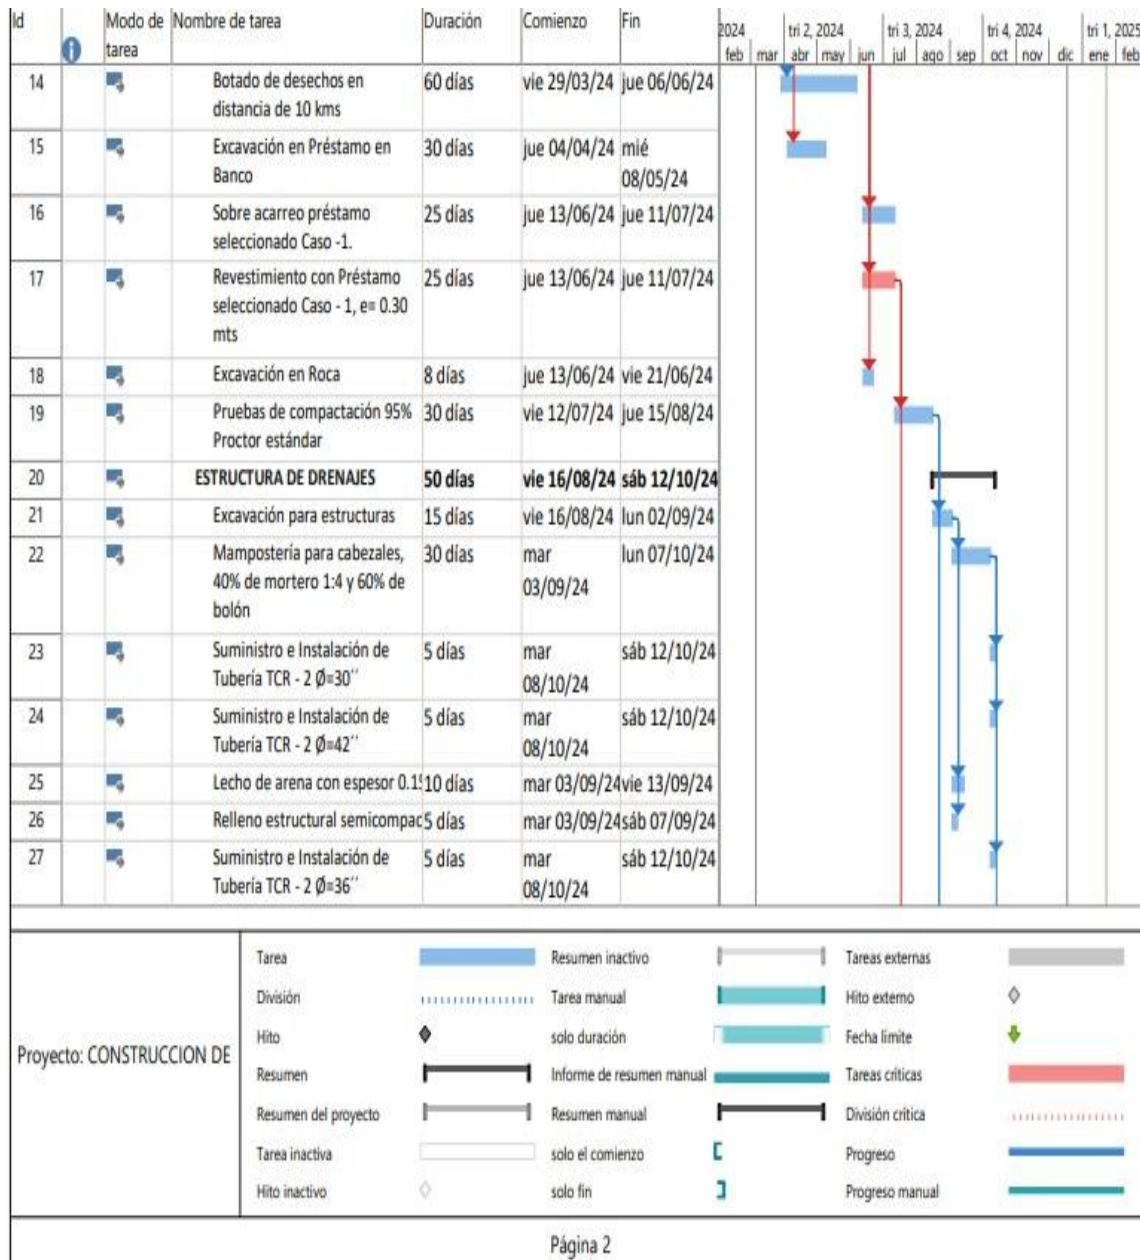 Id
Modo de tarea
Nombre de tarea
Duración
Comienzo
Fin
2024
tri 2, 2024
tri 3, 2024
tri 4, 2024
tri 1, 2025
feb mar abr may jun jul ago sep oct nov dic ene feb
14 Botado de desechos en 60 días vie 29/03/24 jue 06/06/24
distancia de 10 kms
15 Excavación en Préstamo en 30 días jue 04/04/24 mié
Banco 08/05/24
16 Sobre acarreo préstamo 25 días jue 13/06/24 jue 11/07/24
seleccionado Caso -1.
17 Revestimiento con Préstamo 25 días jue 13/06/24 jue 11/07/24
seleccionado Caso - 1, e= 0.30
mts
18 Excavación en Roca 8 días jue 13/06/24 vie 21/06/24
19 Pruebas de compactación 95% 30 días vie 12/07/24 jue 15/08/24
Proctor estándar
20 ESTRUCTURA DE DRENAJES 50 días vie 16/08/24 sáb 12/10/24
21 Excavación para estructuras 15 días vie 16/08/24 lun 02/09/24
22 Mampostería para cabezales, 30 días mar lun 07/10/24
40% de mortero 1:4 y 60% de 03/09/24
bolón
23 Suministro e Instalación de 5 días mar sáb 12/10/24
Tubería TCR - 2 Ø=30´´ 08/10/24
24 Suministro e Instalación de 5 días mar sáb 12/10/24
Tubería TCR - 2 Ø=42´´ 08/10/24
25 Lecho de arena con espesor 0.1 10 días mar 03/09/24 vie 13/09/24
26 Relleno estructural semicompac 5 días mar 03/09/24 sáb 07/09/24
27 Suministro e Instalación de 5 días mar sáb 12/10/24
Tubería TCR - 2 Ø=36´´ 08/10/24
Proyecto: CONSTRUCCION DE
Tarea
División
Hito
Resumen
Resumen del proyecto
Tarea inactiva
Hito inactivo
Resumen inactivo
Tarea manual
solo duración
Informe de resumen manual
Resumen manual
solo el comienzo
solo fin
Tareas externas
Hito externo
Fecha límite
Tareas críticas
División crítica
Progreso
Progreso manual
Página 2